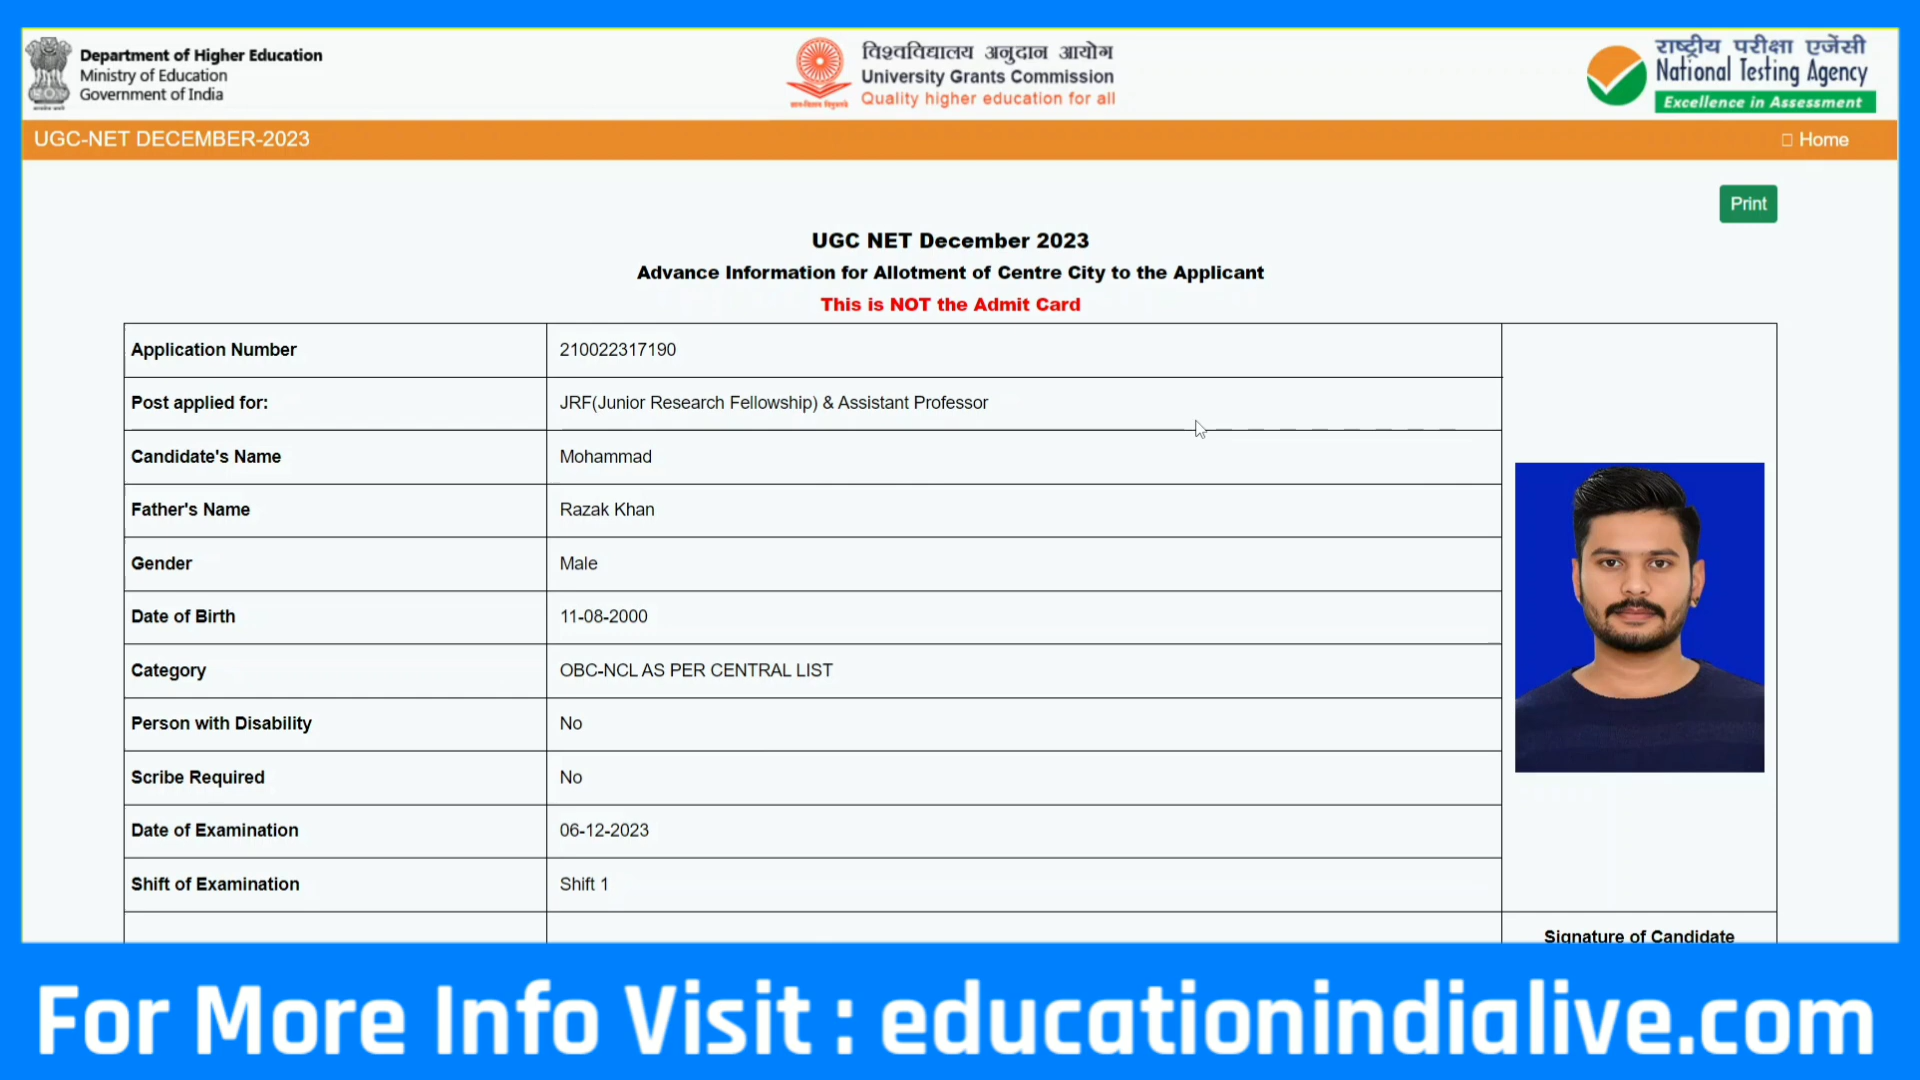 Department of Higher Education
Ministry of Education
Government of India
विश्वविद्यालय अनुदान आयोग
University Grants Commission
Quality higher education for all
राष्ट्रीय परीक्षा एजेंसी
National Testing Agency
Excellence in Assessment
UGC-NET DECEMBER-2023
Home
Print
UGC NET December 2023
Advance Information for Allotment of Centre City to the Applicant
This is NOT the Admit Card
Application Number 210022317190
Post applied for: JRF(Junior Research Fellowship) & Assistant Professor
Candidate's Name Mohammad
Father's Name Razak Khan
Gender Male
Date of Birth 11-08-2000
Category OBC-NCL AS PER CENTRAL LIST
Person with Disability No
Scribe Required No
Date of Examination 06-12-2023
Shift of Examination Shift 1
Signature of Candidate
For More Info Visit : educationindialive.com